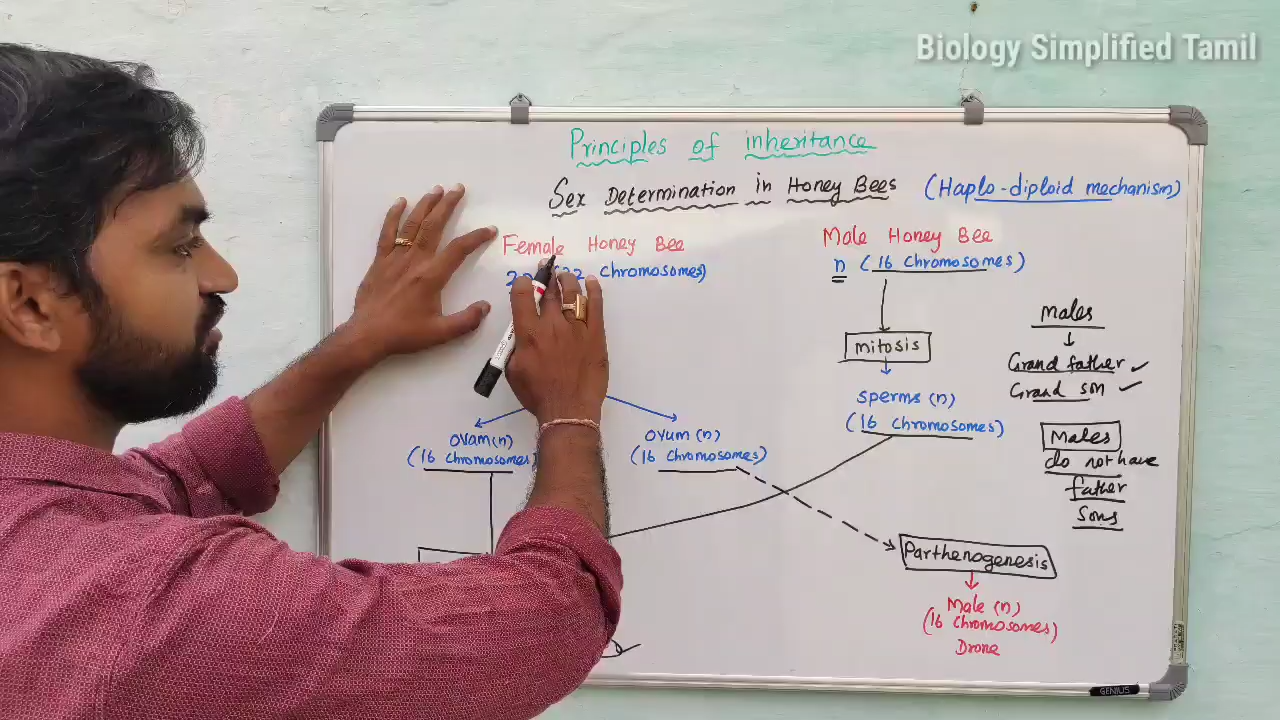 Biology Simplified Tamil
Principles of inheritance
Sex Determination in Honey Bees (Haplo-diploid mechanism)
Female Honey Bee
Chromosomes)
Male Honey Bee
n (16 Chromosomes)
mitosis
sperms (n)
(16 Chromosomes)
Males
Grand father
Grand son
Males
do not have
father
sons
ovam (n)
(16 Chromosomes)
ovum (n)
(16 Chromosomes)
Parthenogenesis
Male (n)
(16 Chromosomes)
Drone
GENIUS